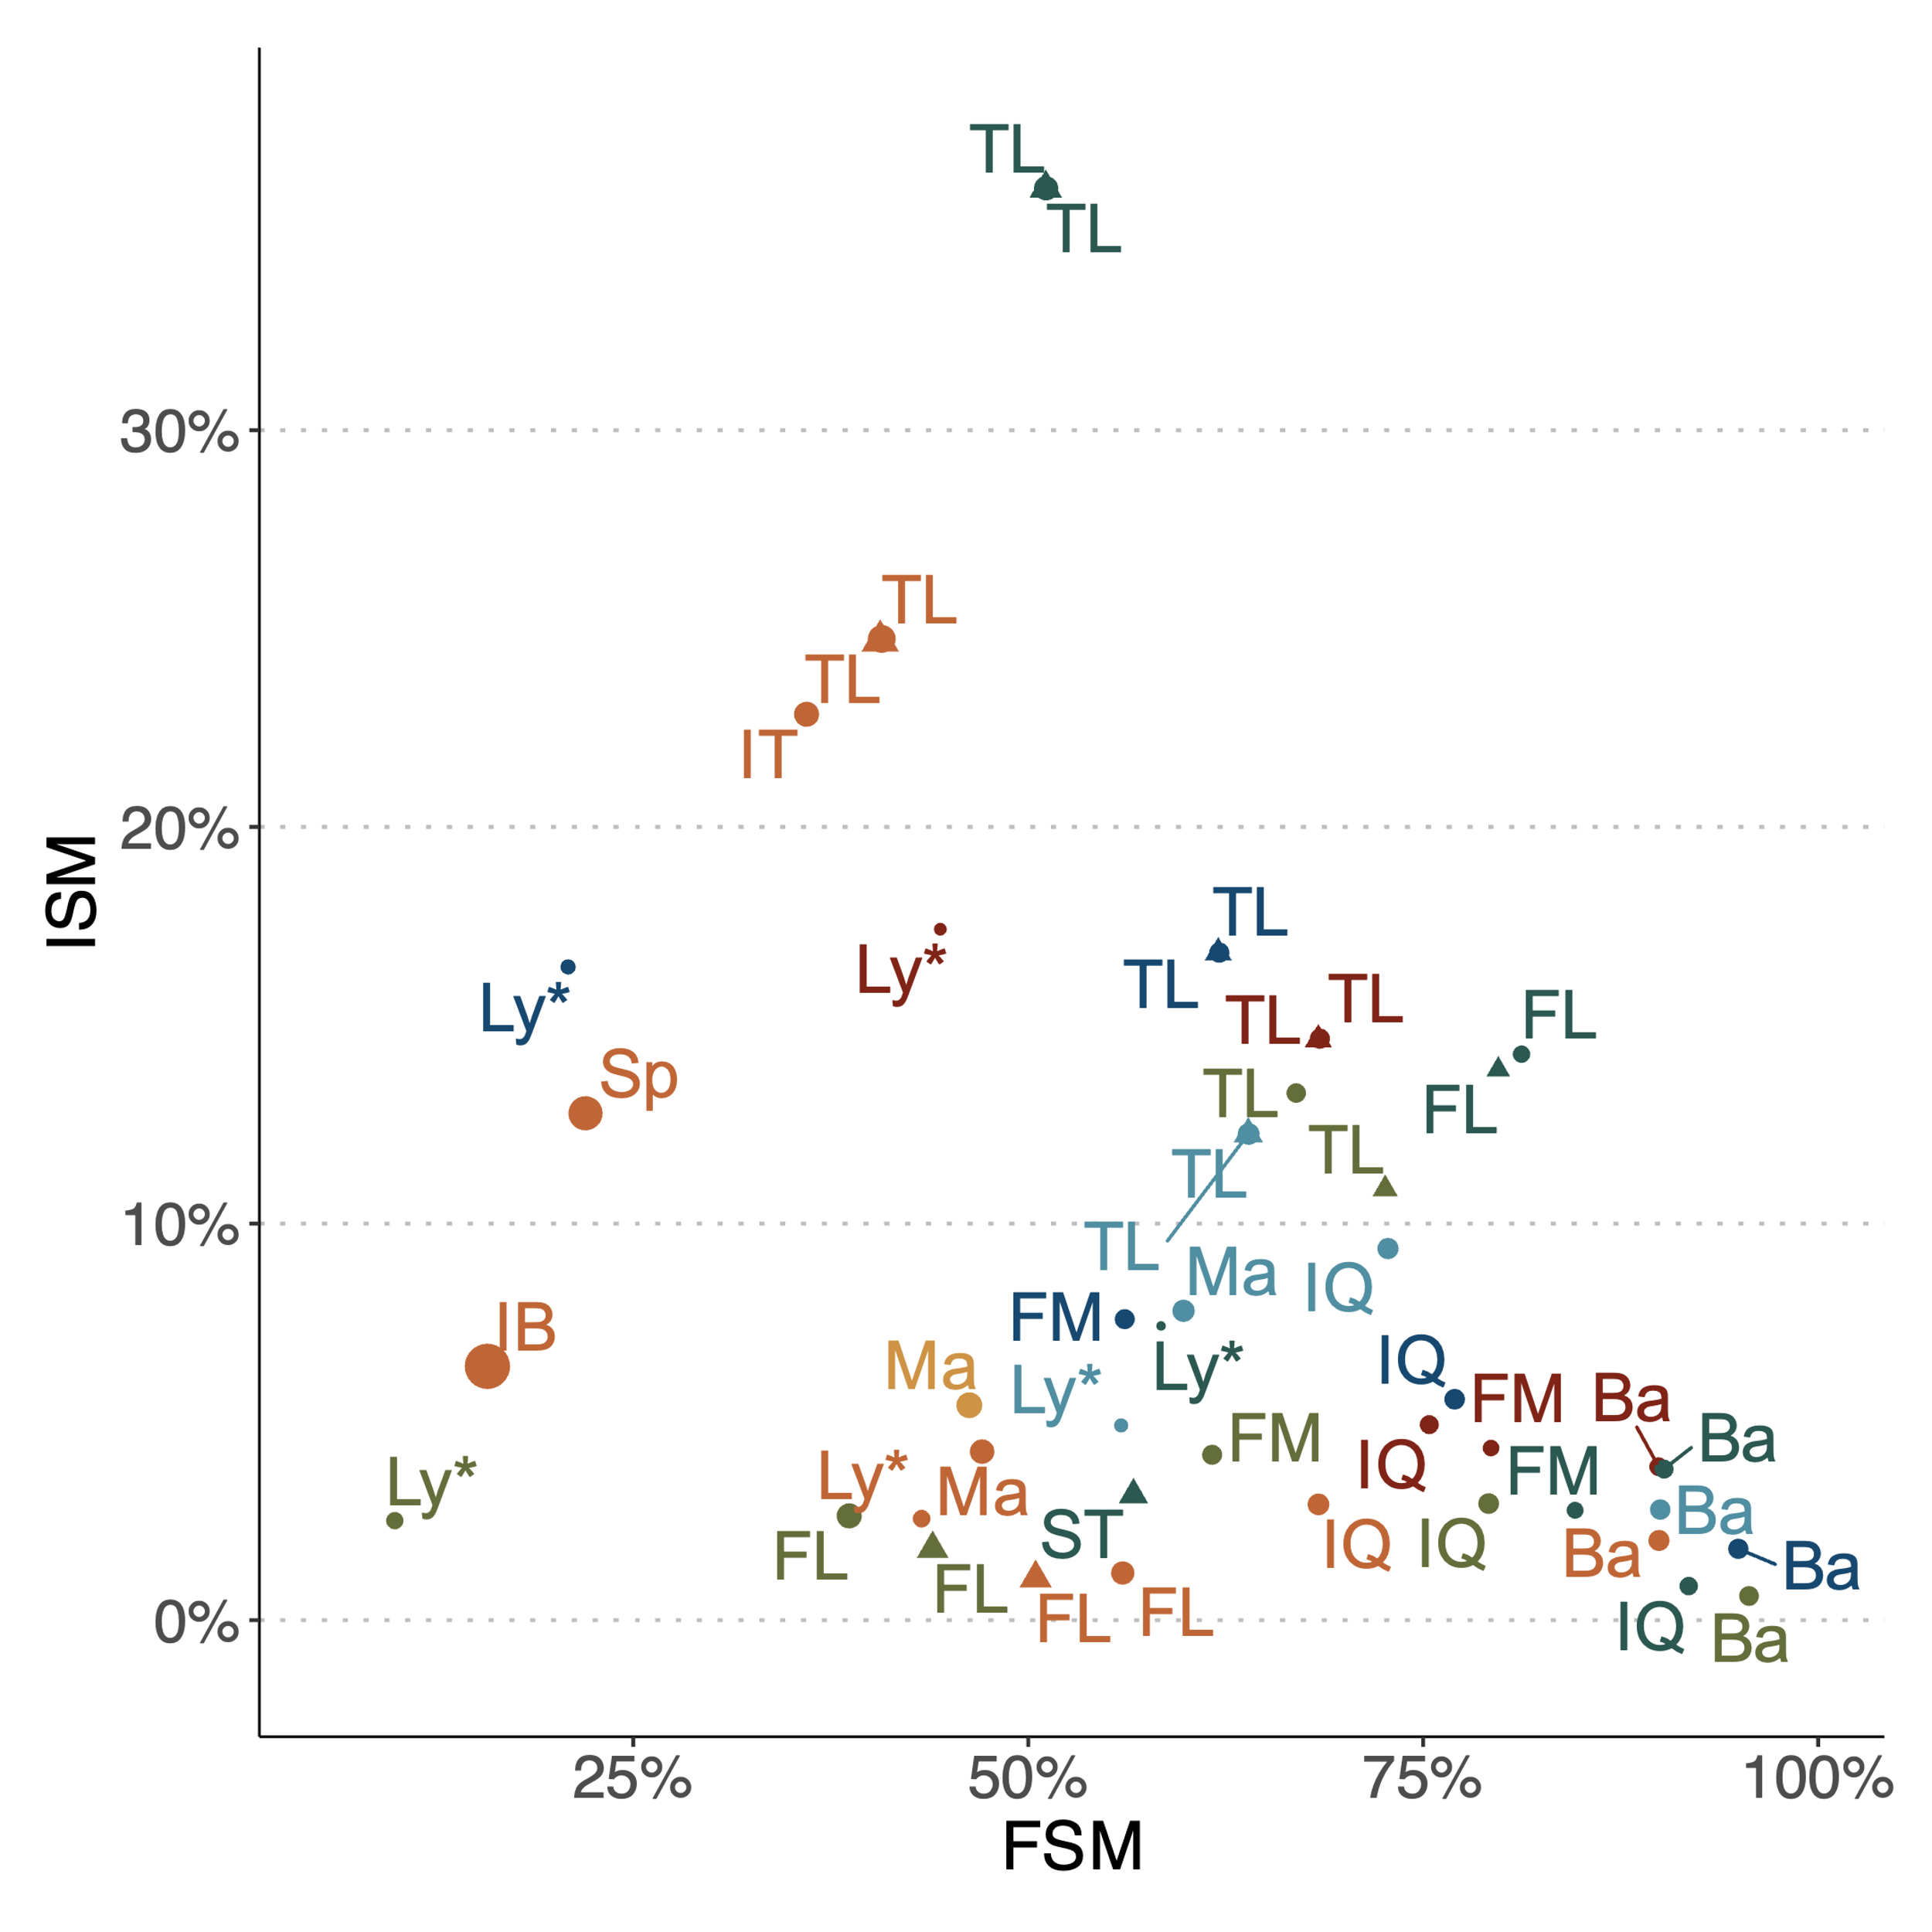 TL
TL
30%
TL
TL
IT
20%
ISM
TL
Ly*
TL
Ly*
TL
TL
FL
Sp
TL
FL
TL
TL
10%
TL
Ma
IQ
FM
IB
Ly*
IQ
Ma
Ly*
FM
Ba
FM
Ba
Ly*
IQ
Ly*
Ma
FM
ST
Ba
FL
IQ
IQ
Ba
Ba
FL
FL
FL
0%
IQ
Ba
25%
50%
75%
100%
FSM